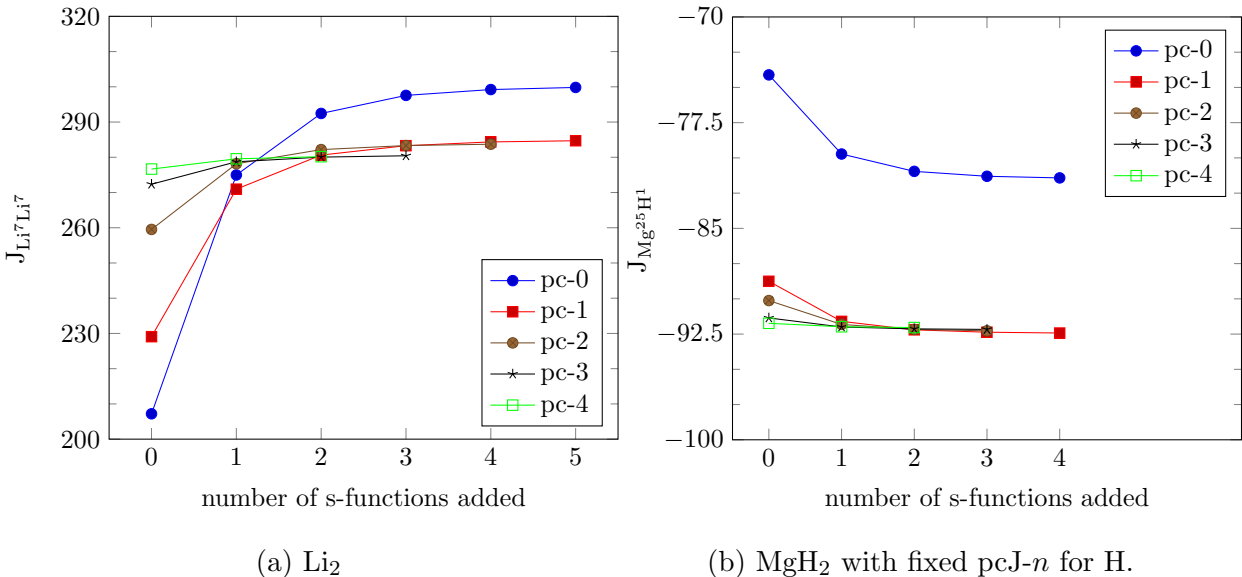 320
290
260
230
200
J_{Li^7Li^7}
pc-0
pc-1
pc-2
pc-3
pc-4
0 1 2 3 4 5
number of s-functions added
(a) Li₂
−70
−77.5
−85
−92.5
−100
J_{Mg^{25}H^1}
pc-0
pc-1
pc-2
pc-3
pc-4
0 1 2 3 4
number of s-functions added
(b) MgH₂ with fixed pcJ-n for H.